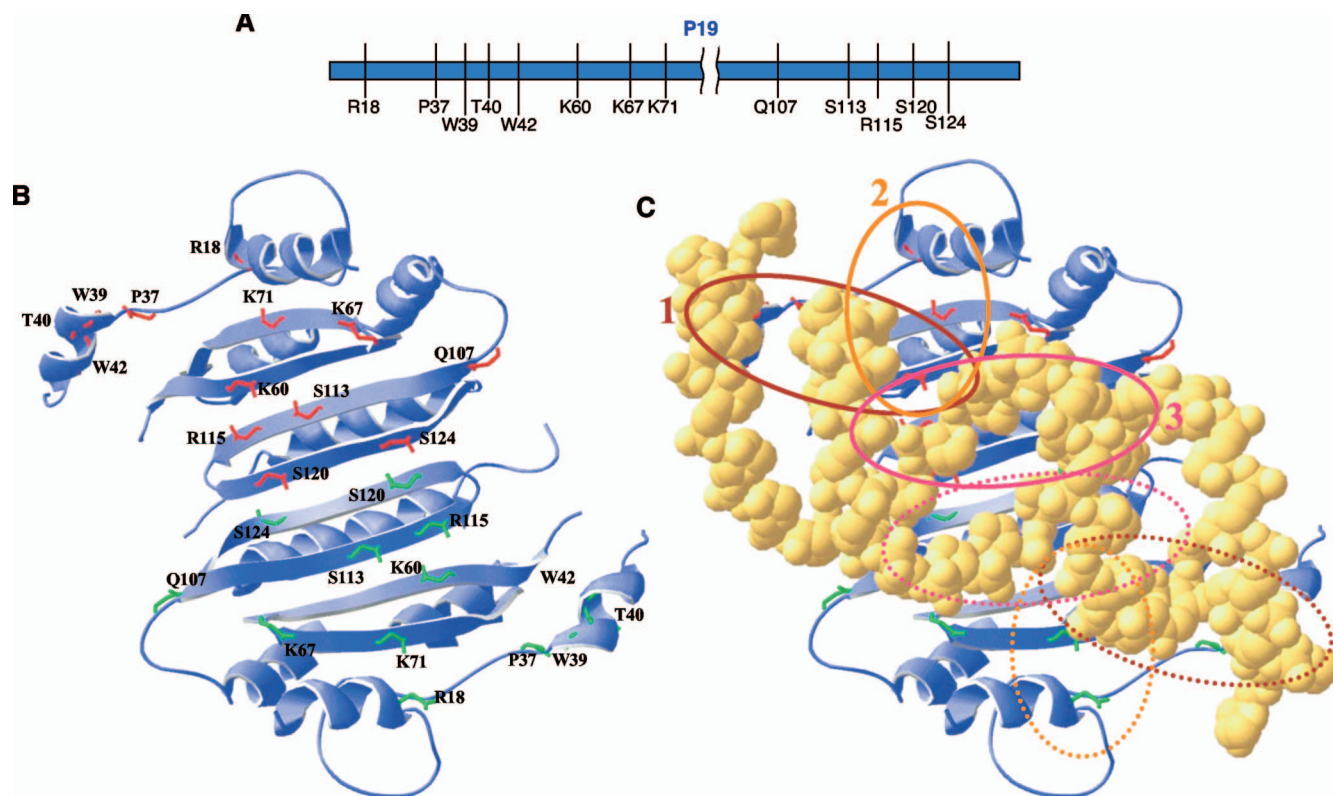 A
P19
R18 P37 T40 K60 K67 K71 Q107 S113 S120
W39 W42 R115 S124
B
R18
W39 P37
K71
T40
K67
W42
Q107
K60 S113
R115
S124
S120
S120
S124
R115
S113 K60
W42
Q107
T40
K67
K71
P37 W39
R18
C
2
1
3